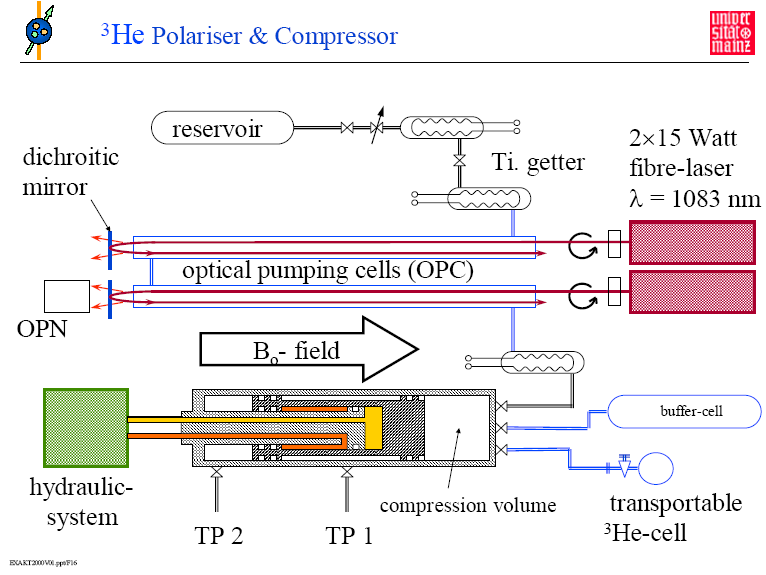 ³He Polariser & Compressor
univer
sität
mainz
reservoir
Ti. getter
2×15 Watt
fibre-laser
λ = 1083 nm
dichroitic
mirror
optical pumping cells (OPC)
OPN
B₀- field
buffer-cell
hydraulic-
system
compression volume
transportable
³He-cell
TP 2
TP 1
EXAKT2000V01.ppt/F16